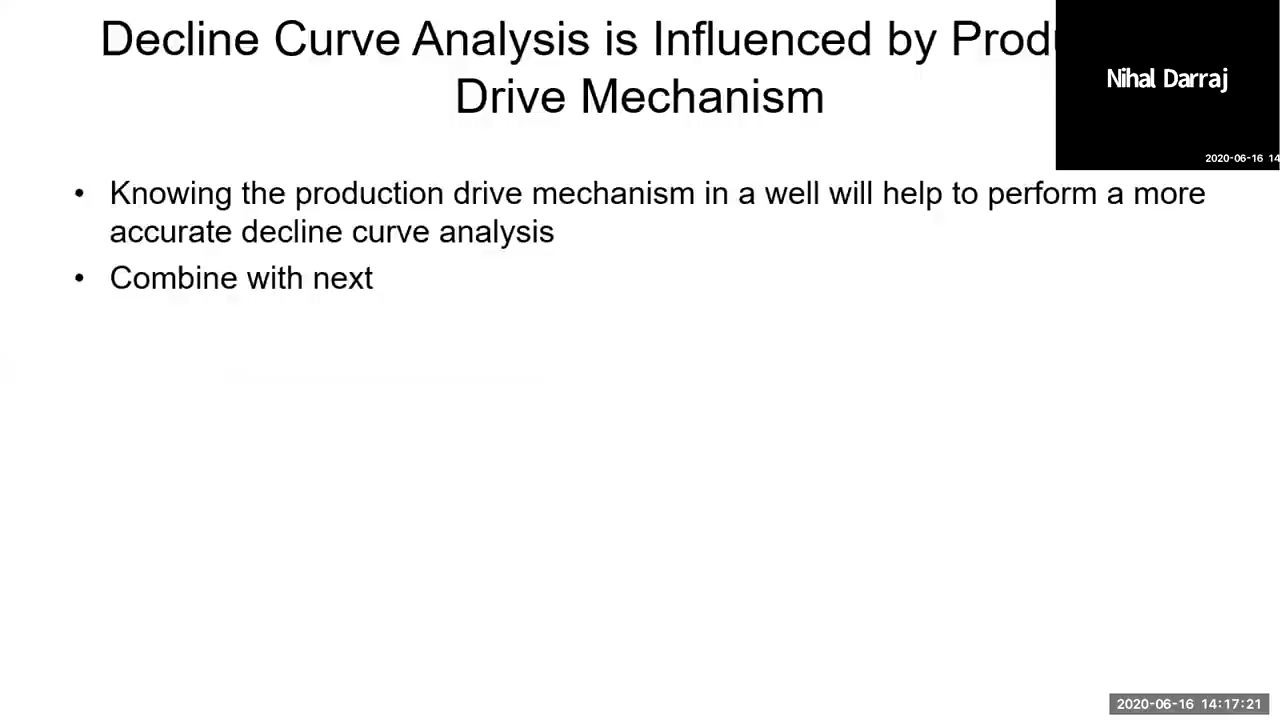 Decline Curve Analysis is Influenced by
Drive Mechanism
Nihal Darraj
2020-06-16 14
• Knowing the production drive mechanism in a well will help to perform a more
accurate decline curve analysis
• Combine with next
2020-06-16 14:17:21